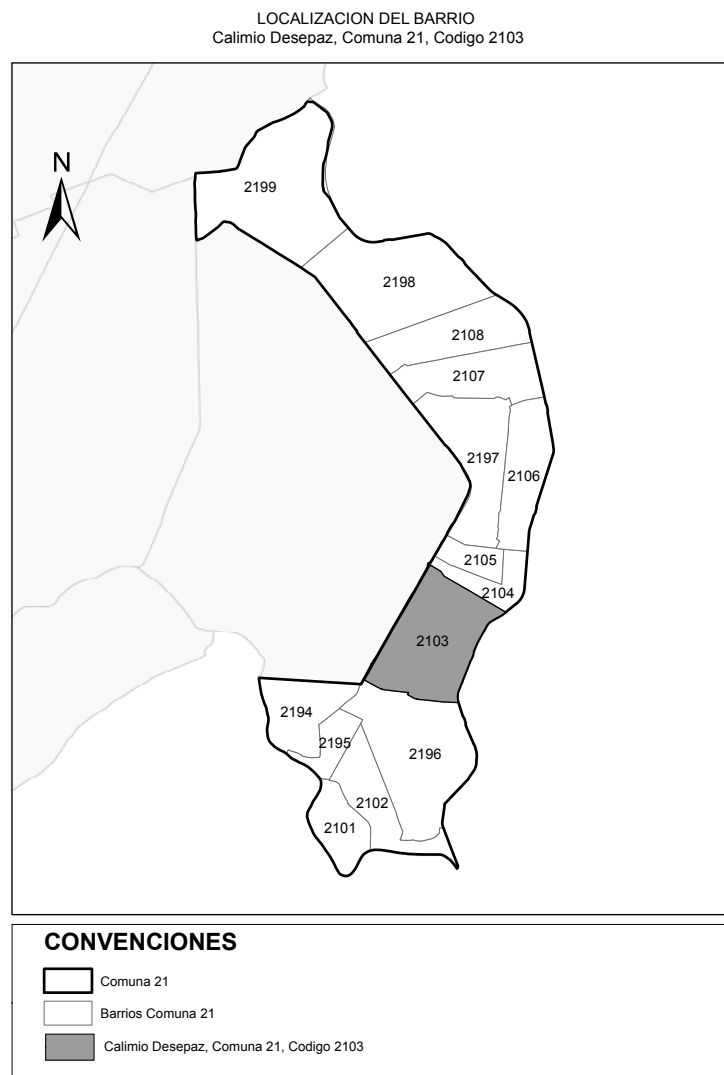 LOCALIZACION DEL BARRIO
Calimio Desepaz, Comuna 21, Codigo 2103
N
2199
2198
2108
2107
2197
2106
2105
2104
2103
2194
2195
2196
2102
2101
CONVENCIONES
Comuna 21
Barrios Comuna 21
Calimio Desepaz, Comuna 21, Codigo 2103